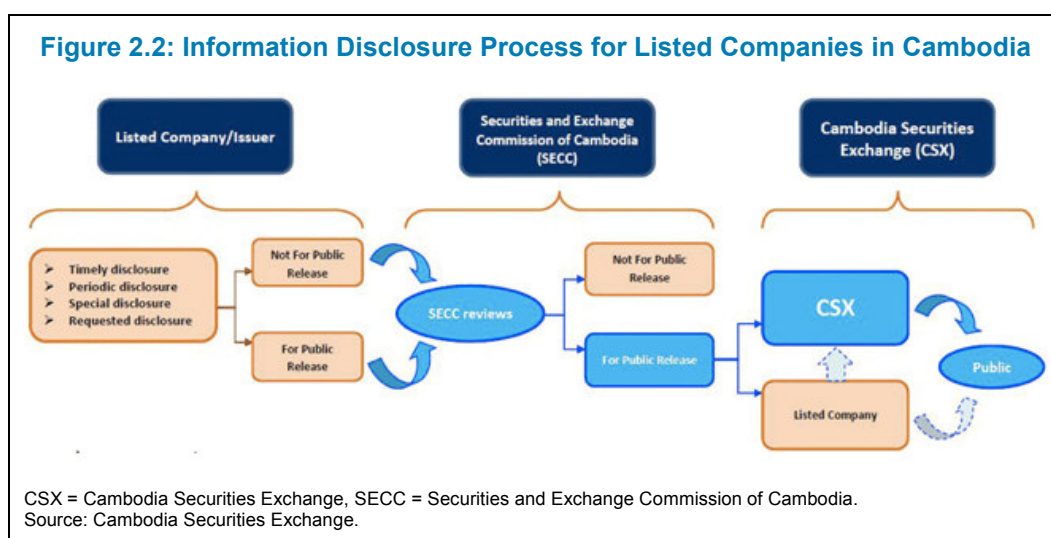 Figure 2.2: Information Disclosure Process for Listed Companies in Cambodia
Listed Company/Issuer
Securities and Exchange
Commission of Cambodia
(SECC)
Cambodia Securities
Exchange (CSX)
➢ Timely disclosure
➢ Periodic disclosure
➢ Special disclosure
➢ Requested disclosure
Not For Public
Release
For Public
Release
SECC reviews
Not For Public
Release
For Public Release
CSX
Listed Company
Public
CSX = Cambodia Securities Exchange, SECC = Securities and Exchange Commission of Cambodia.
Source: Cambodia Securities Exchange.